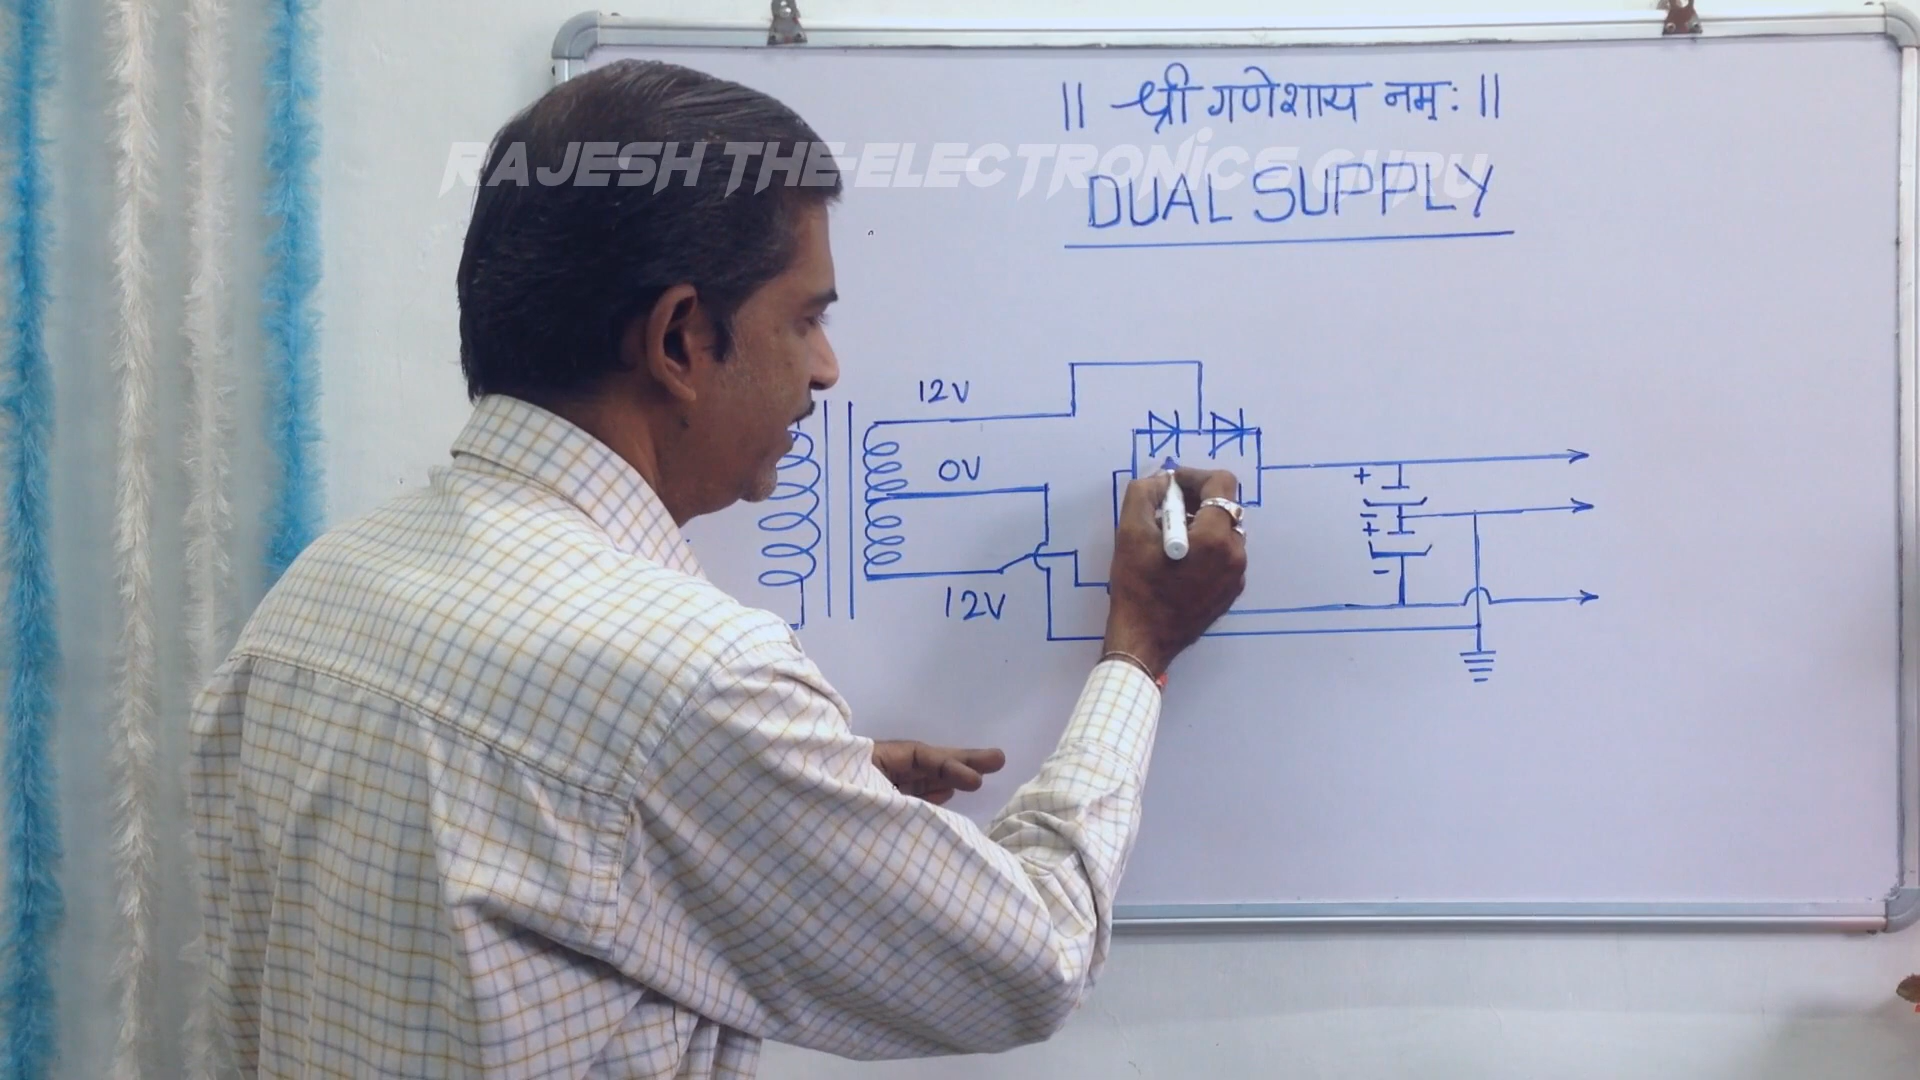 ॥ श्री गणेशाय नमः ॥
RAJESH THE ELECTRONICS GURU
DUAL SUPPLY
12V
0V
12V
+
-
+
-